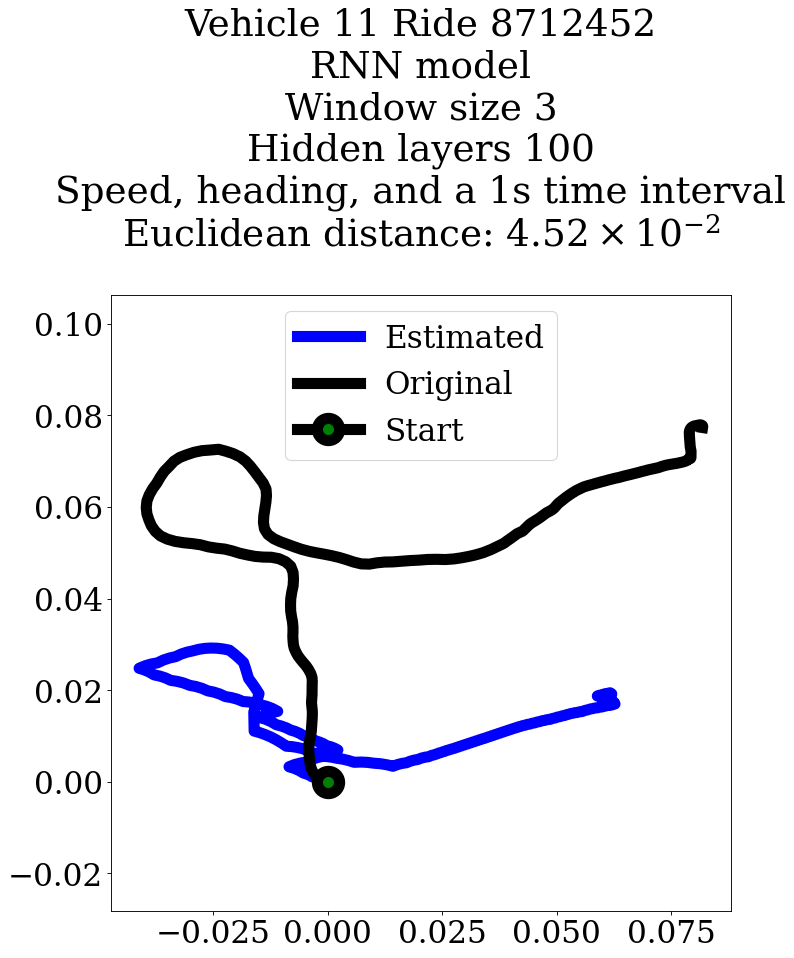 Vehicle 11 Ride 8712452
RNN model
Window size 3
Hidden layers 100
Speed, heading, and a 1s time interval
Euclidean distance: 4.52 × 10⁻²
Estimated
Original
Start
0.10
0.08
0.06
0.04
0.02
0.00
−0.02
−0.025 0.000 0.025 0.050 0.075